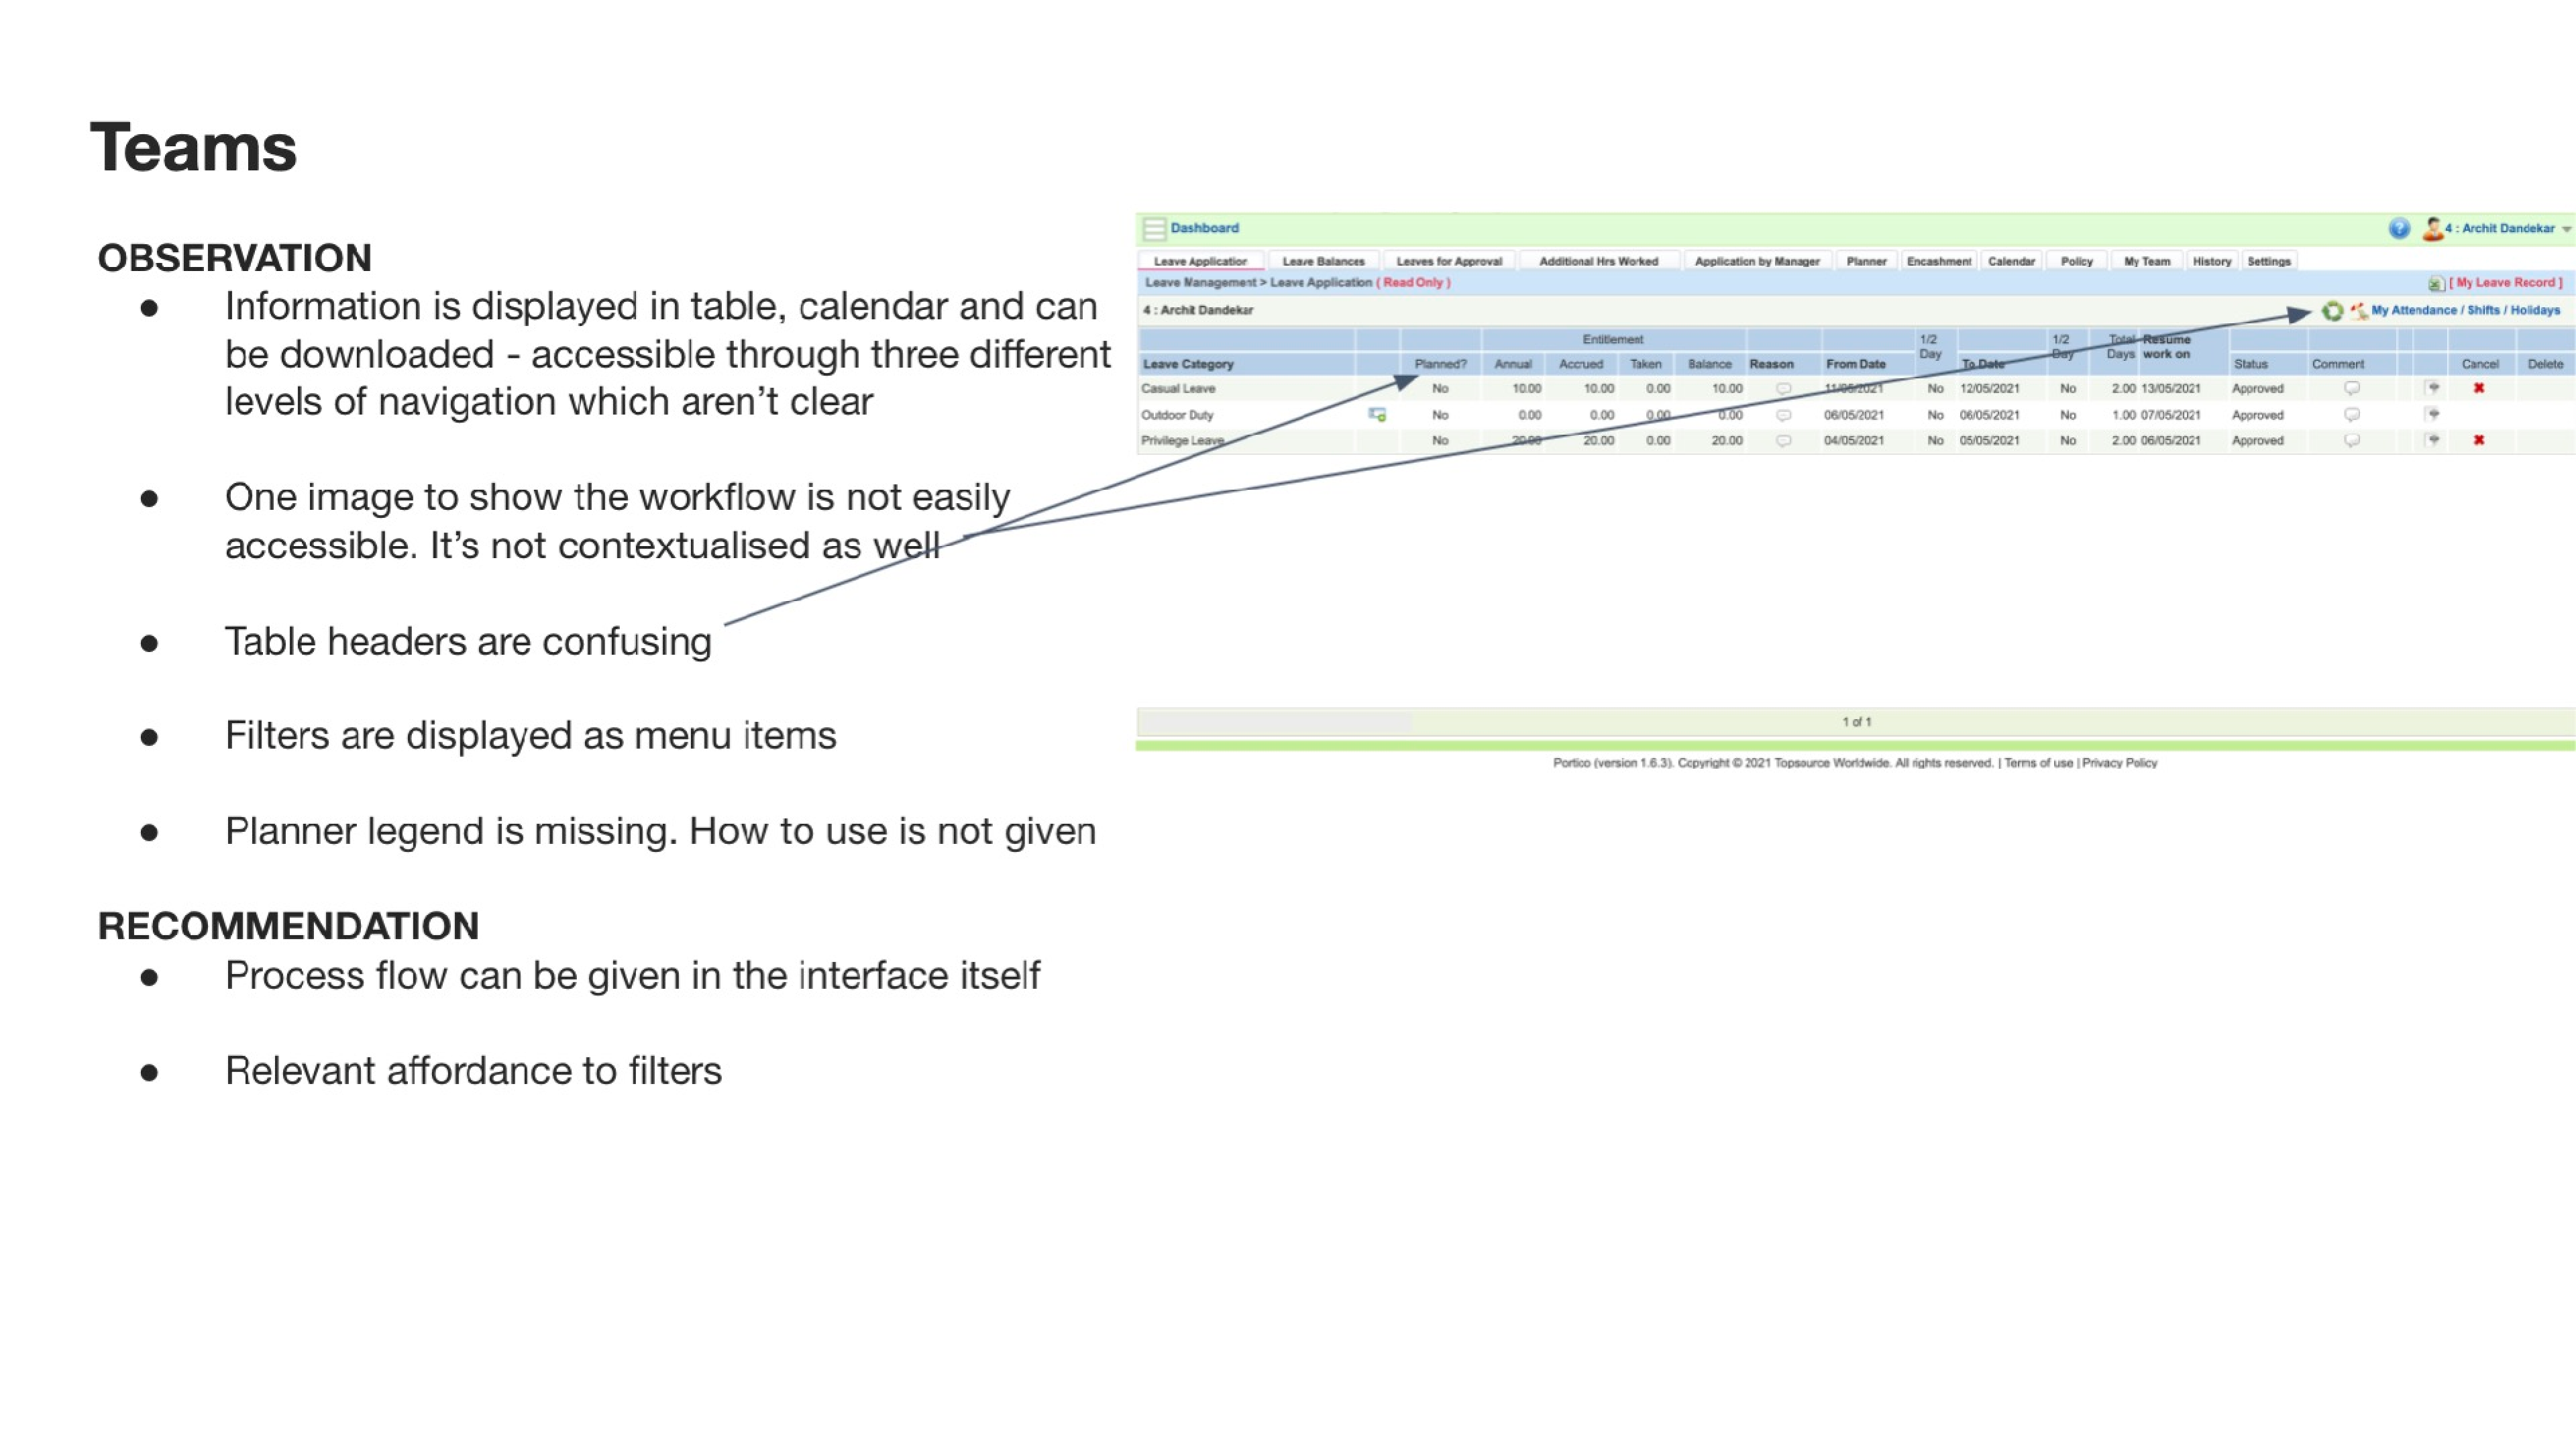 Teams
OBSERVATION
● Information is displayed in table, calendar and can
be downloaded - accessible through three different
levels of navigation which aren't clear
● One image to show the workflow is not easily
accessible. It's not contextualised as well
● Table headers are confusing
● Filters are displayed as menu items
● Planner legend is missing. How to use is not given
RECOMMENDATION
● Process flow can be given in the interface itself
● Relevant affordance to filters
Dashboard
4 : Archit Dandekar
Leave Application Leave Balances Leaves for Approval Additional Hrs Worked Application by Manager Planner Encashment Calendar Policy My Team History Settings
Leave Management > Leave Application ( Read Only )
[ My Leave Record ]
4 : Archit Dandekar
My Attendance / Shifts / Holidays
Entitlement 1/2 1/2 Total Resume
Day Day Days work on
Leave Category Planned? Annual Accrued Taken Balance Reason From Date To Date Status Comment Cancel Delete
Casual Leave No 10.00 10.00 0.00 10.00 11/05/2021 No 12/05/2021 No 2.00 13/05/2021 Approved
Outdoor Duty No 0.00 0.00 0.00 0.00 06/05/2021 No 06/05/2021 No 1.00 07/05/2021 Approved
Privilege Leave No 20.00 20.00 0.00 20.00 04/05/2021 No 05/05/2021 No 2.00 06/05/2021 Approved
1 of 1
Portico (version 1.6.3). Copyright © 2021 Topsource Worldwide. All rights reserved. | Terms of use | Privacy Policy